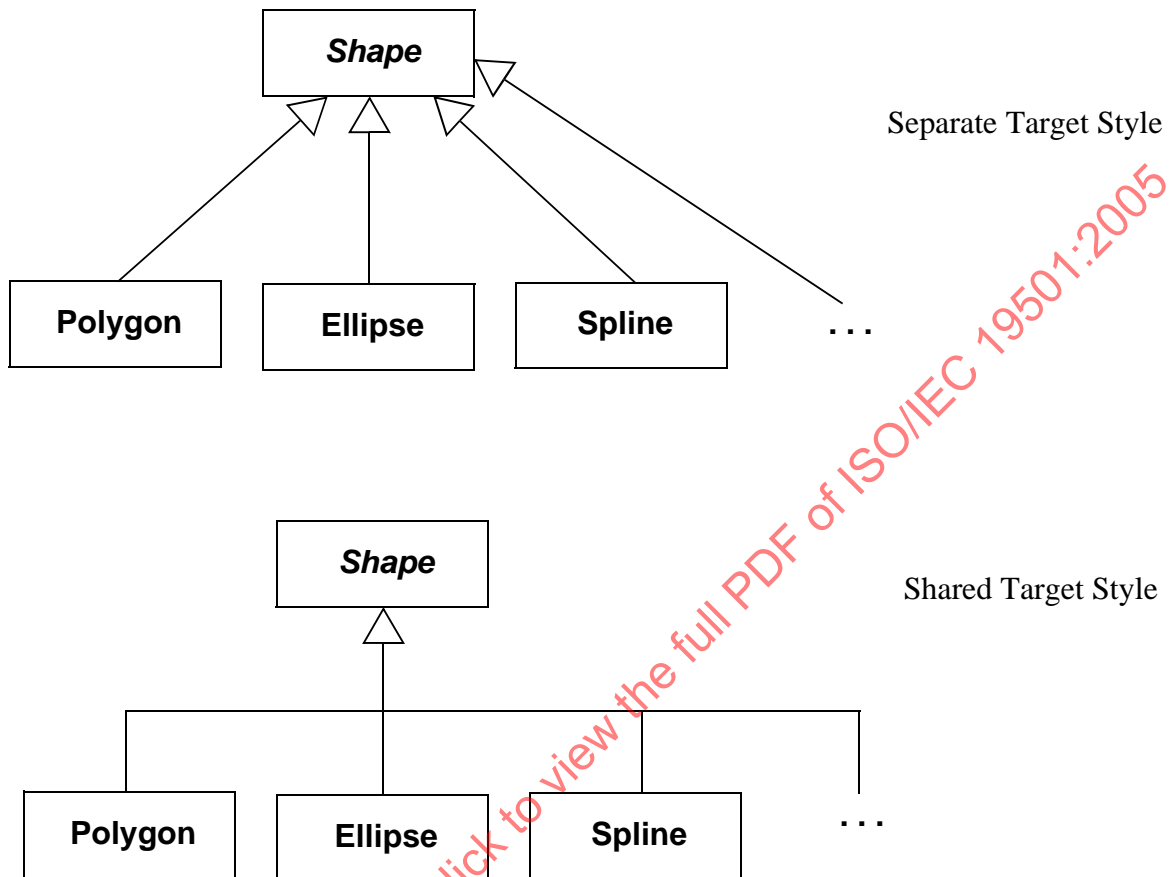 Shape
Separate Target Style
Polygon
Ellipse
Spline
. . .
Shape
Shared Target Style
Polygon
Ellipse
Spline
. . .
lick to view the full PDF of ISO/IEC 19501:2005